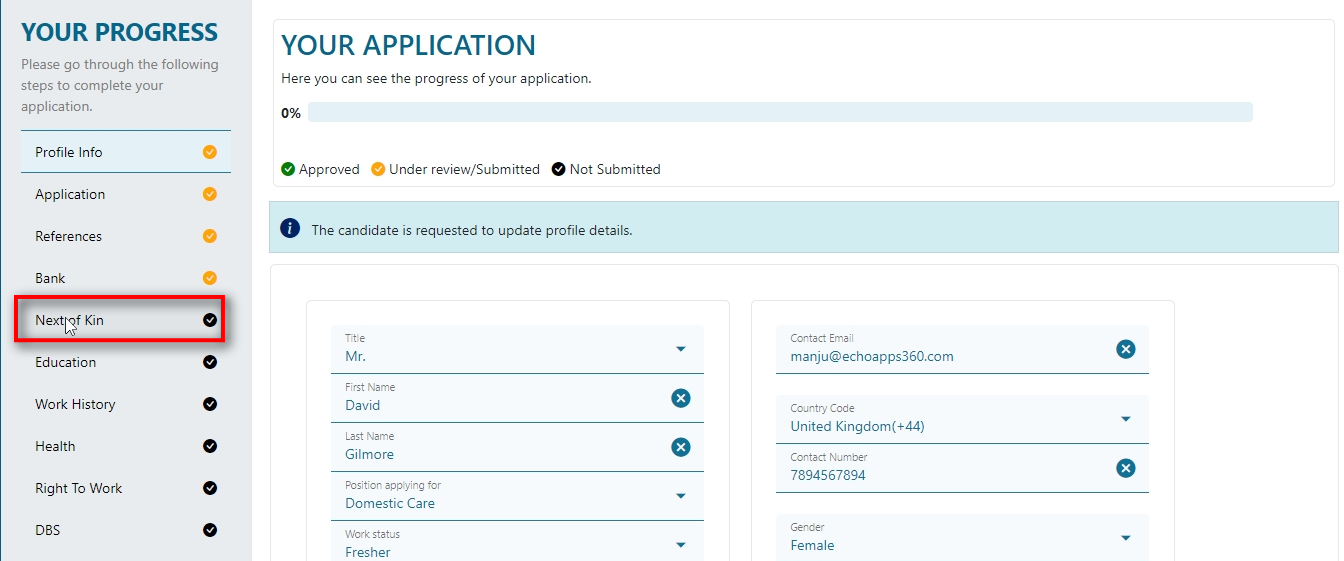 YOUR PROGRESS
Please go through the following
steps to complete your
application.
Profile Info
Application
References
Bank
Next of Kin
Education
Work History
Health
Right To Work
DBS
YOUR APPLICATION
Here you can see the progress of your application.
0%
Approved Under review/Submitted Not Submitted
The candidate is requested to update profile details.
Title
Mr.
First Name
David
Last Name
Gilmore
Position applying for
Domestic Care
Work status
Fresher
Contact Email
manju@echoapps360.com
Country Code
United Kingdom(+44)
Contact Number
7894567894
Gender
Female